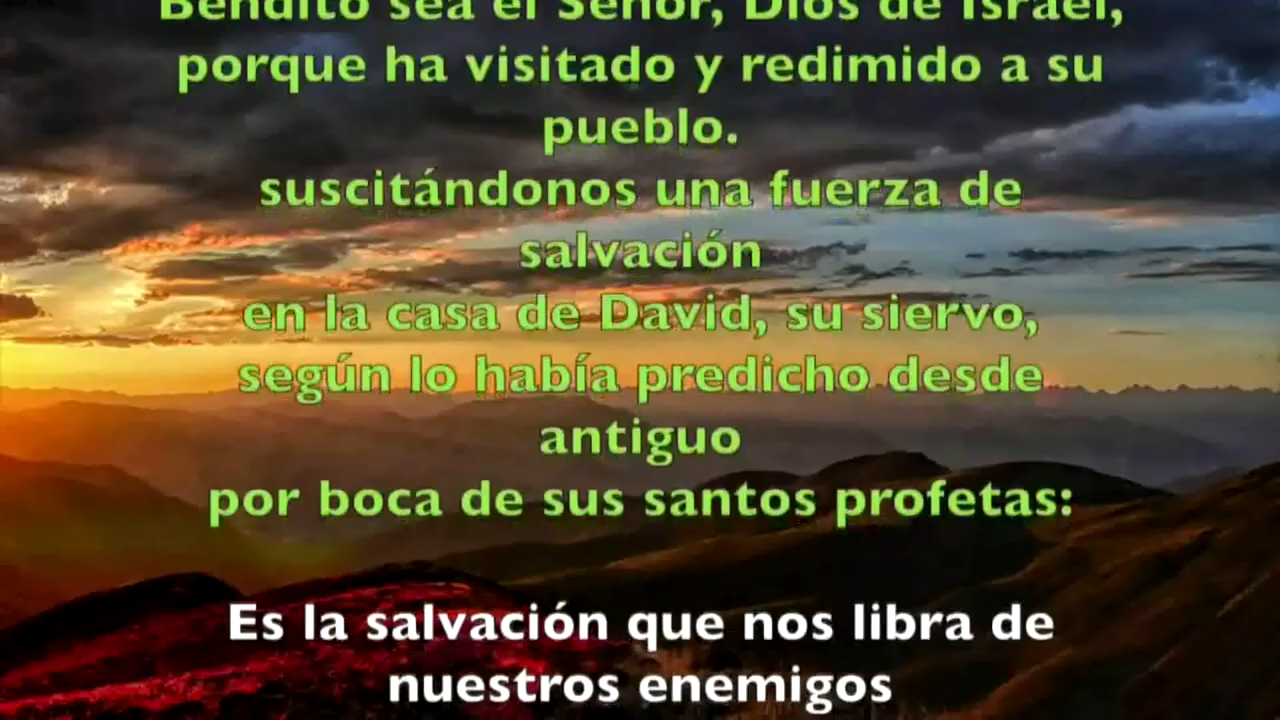 Bendito sea el Señor, Dios de Israel,
porque ha visitado y redimido a su
pueblo.
suscitándonos una fuerza de
salvación
en la casa de David, su siervo,
según lo había predicho desde
antiguo
por boca de sus santos profetas:
Es la salvación que nos libra de
nuestros enemigos